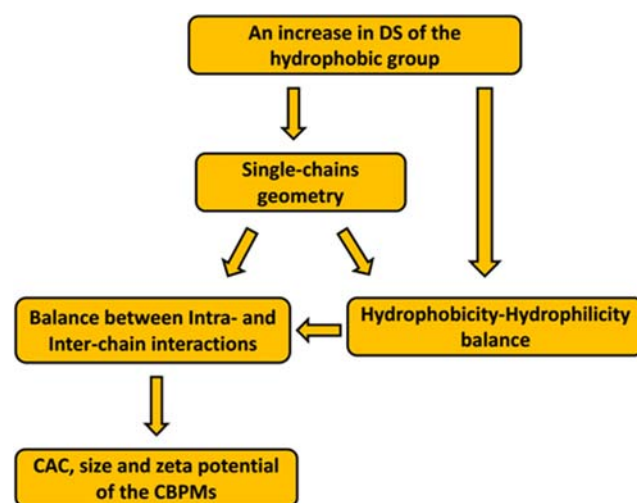 An increase in DS of the
hydrophobic group
Single-chains
geometry
Balance between Intra- and
Inter-chain interactions
Hydrophobicity-Hydrophilicity
balance
CAC, size and zeta potential
of the CBPMs